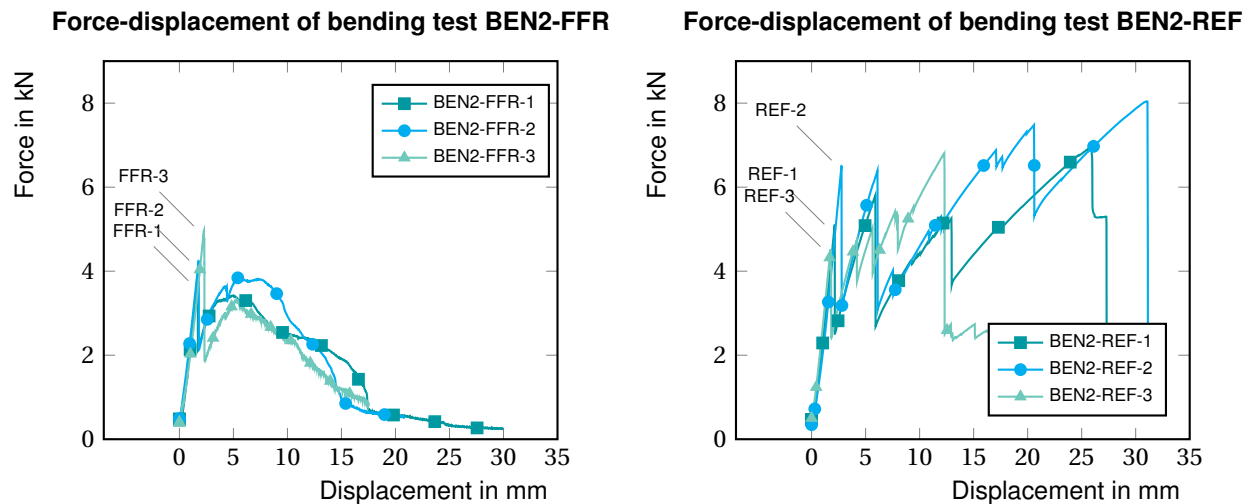 Force-displacement of bending test BEN2-FFR
Force in kN
8
6
4
2
0
FFR-3
FFR-2
FFR-1
BEN2-FFR-1
BEN2-FFR-2
BEN2-FFR-3
0 5 10 15 20 25 30 35
Displacement in mm
Force-displacement of bending test BEN2-REF
Force in kN
8
6
4
2
0
REF-2
REF-1
REF-3
BEN2-REF-1
BEN2-REF-2
BEN2-REF-3
0 5 10 15 20 25 30 35
Displacement in mm